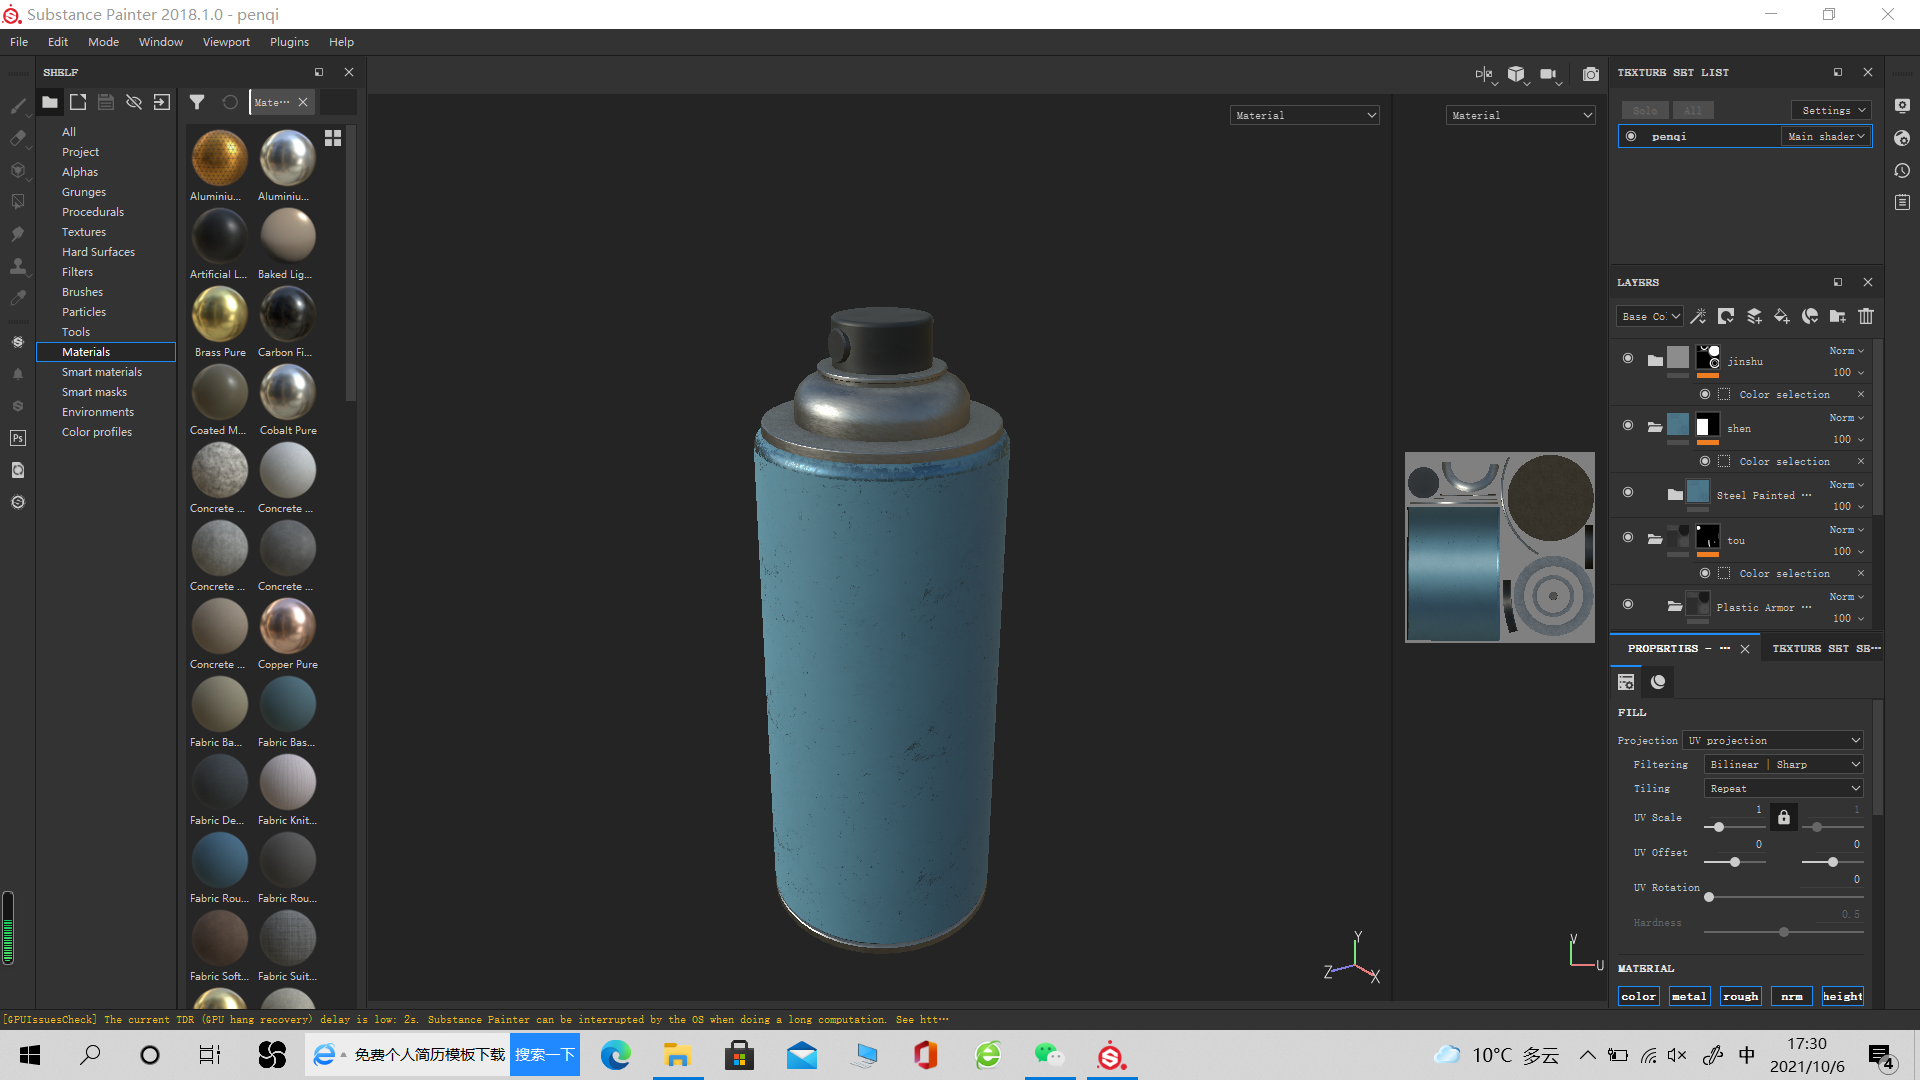 Substance Painter 2018.1.0 - penqi
File Edit Mode Window Viewport Plugins Help
SHELF
Mate...
All
Project
Alphas
Grunges
Procedurals
Textures
Hard Surfaces
Filters
Brushes
Particles
Tools
Materials
Smart materials
Smart masks
Environments
Color profiles
Aluminiu... Aluminiu...
Artificial L... Baked Lig...
Brass Pure Carbon Fi...
Coated M... Cobalt Pure
Concrete ... Concrete ...
Concrete ... Concrete ...
Concrete ... Copper Pure
Fabric Ba... Fabric Bas...
Fabric De... Fabric Knit...
Fabric Rou... Fabric Rou...
Fabric Soft... Fabric Suit...
Material
Material
Y
Z
X
V
U
TEXTURE SET LIST
Solo All Settings
penqi Main shader
LAYERS
Base Co
jinshu Norm
100
Color selection
shen Norm
100
Color selection
Steel Painted ... Norm
100
tou Norm
100
Color selection
Plastic Armor ... Norm
100
PROPERTIES - ... TEXTURE SET SE...
FILL
Projection UV projection
Filtering Bilinear | Sharp
Tiling Repeat
UV Scale 1 1
UV Offset 0 0
UV Rotation 0
Hardness 0.5
MATERIAL
color metal rough nrm height
Ps
[GPUIssuesCheck] The current TDR (GPU hang recovery) delay is low: 2s. Substance Painter can be interrupted by the OS when doing a long computation. See htt...
免费个人简历模板下载 搜索一下
10°C 多云
中
17:30
2021/10/6
4